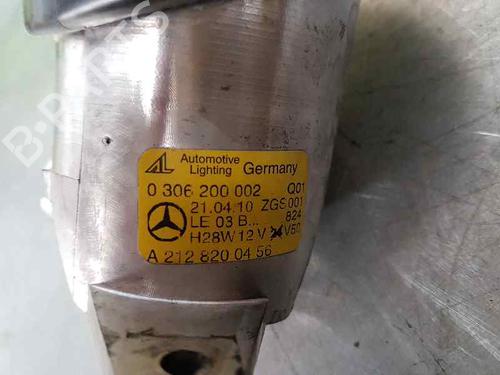 Automotive
Lighting Germany
0 306 200 002 Q01
21.04.10 ZGS 001
LE 03 B... 824
H28W 12 V
A 212 820 04 56
B-PARTS